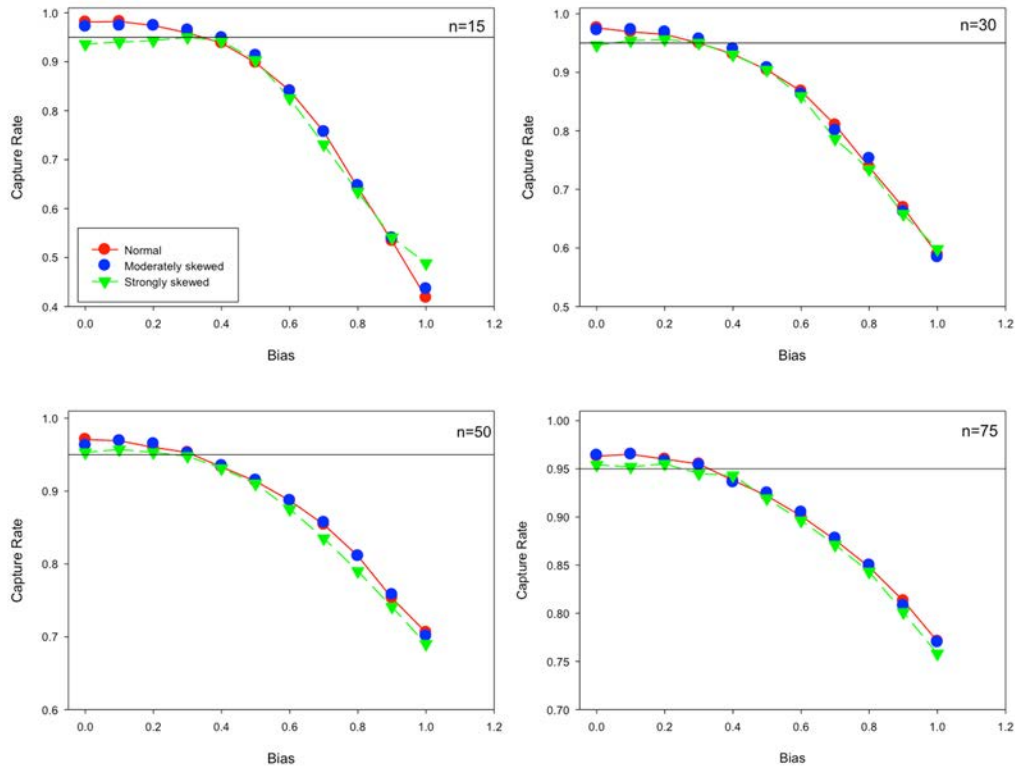 n=15
1.0
0.9
0.8
0.7
0.6
0.5
0.4
Capture Rate
Normal
Moderately skewed
Strongly skewed
0.0 0.2 0.4 0.6 0.8 1.0 1.2
Bias
n=30
1.0
0.9
0.8
0.7
0.6
0.5
Capture Rate
0.0 0.2 0.4 0.6 0.8 1.0 1.2
Bias
n=50
1.0
0.9
0.8
0.7
0.6
Capture Rate
0.0 0.2 0.4 0.6 0.8 1.0 1.2
Bias
n=75
1.00
0.95
0.90
0.85
0.80
0.75
0.70
Capture Rate
0.0 0.2 0.4 0.6 0.8 1.0 1.2
Bias